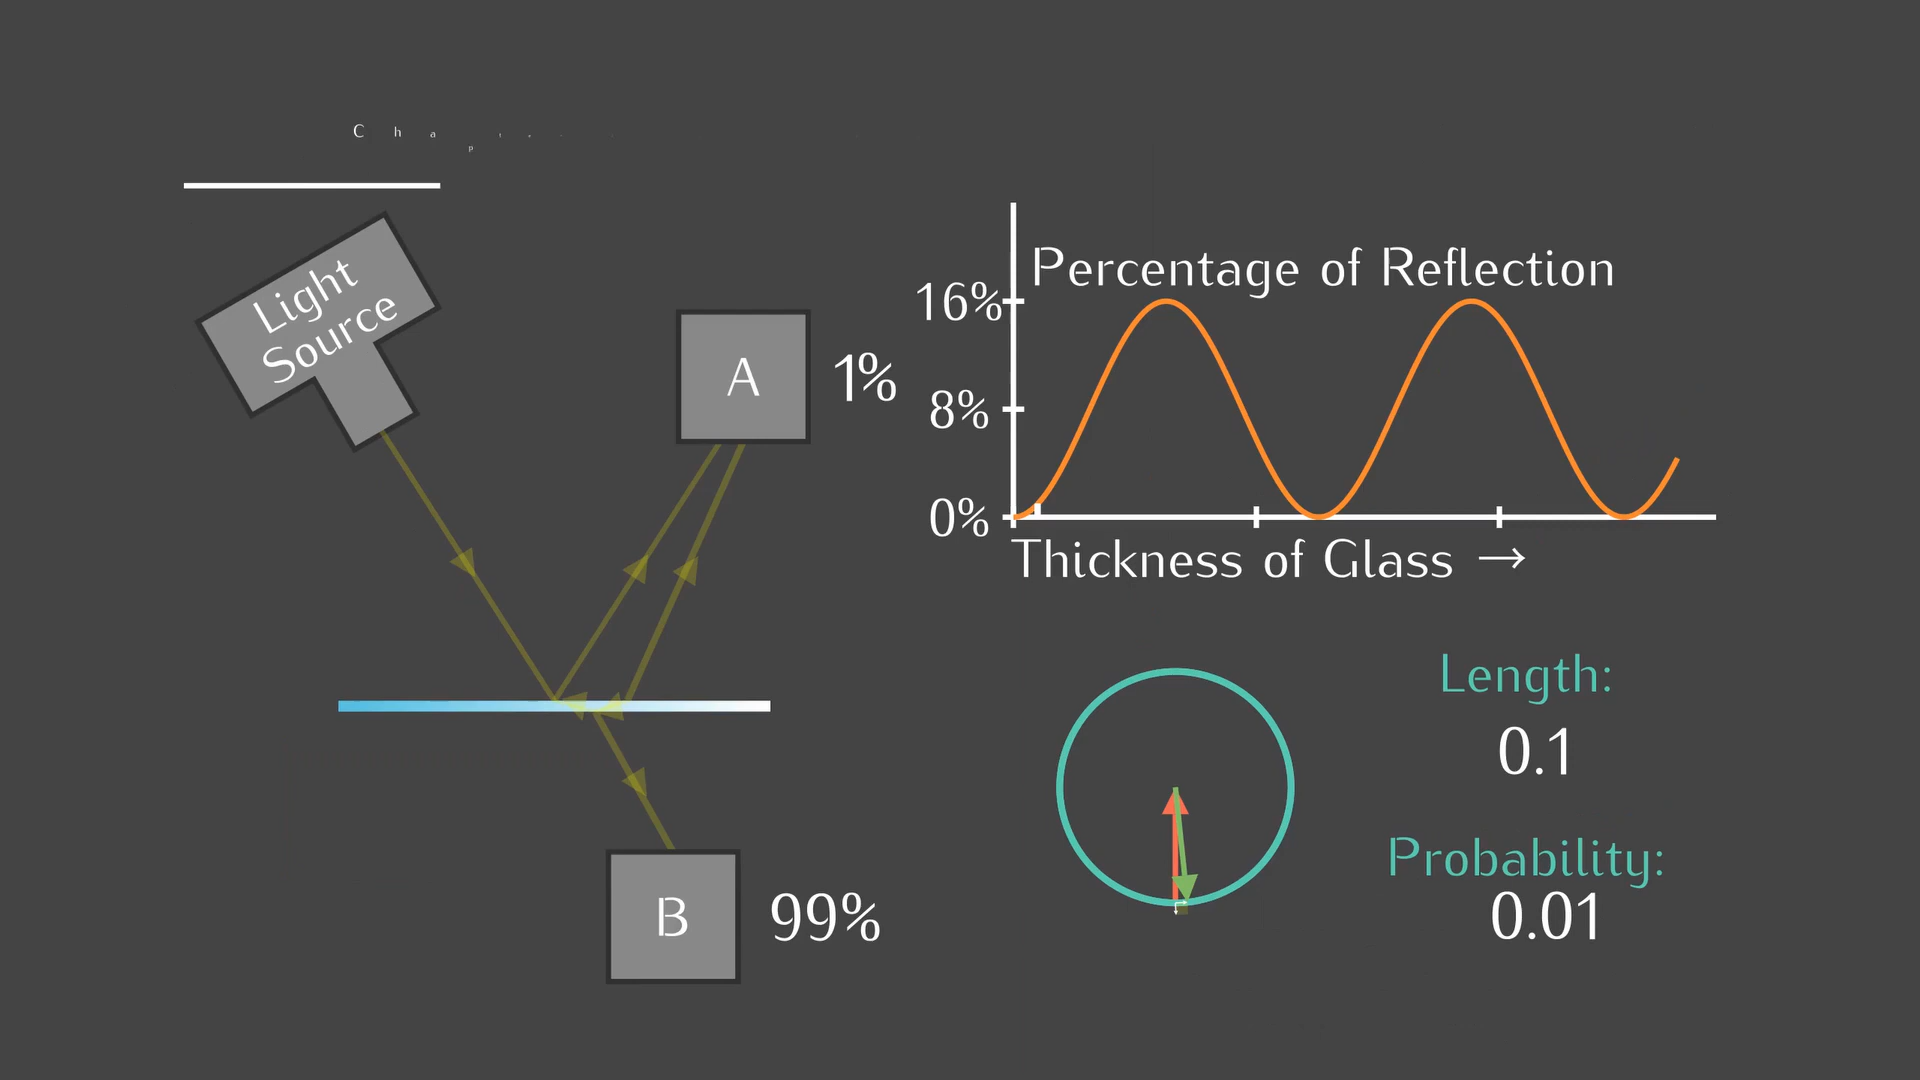 Light
Source
A
1%
B
99%
Percentage of Reflection
16%
8%
0%
Thickness of Glass →
Length:
0.1
Probability:
0.01